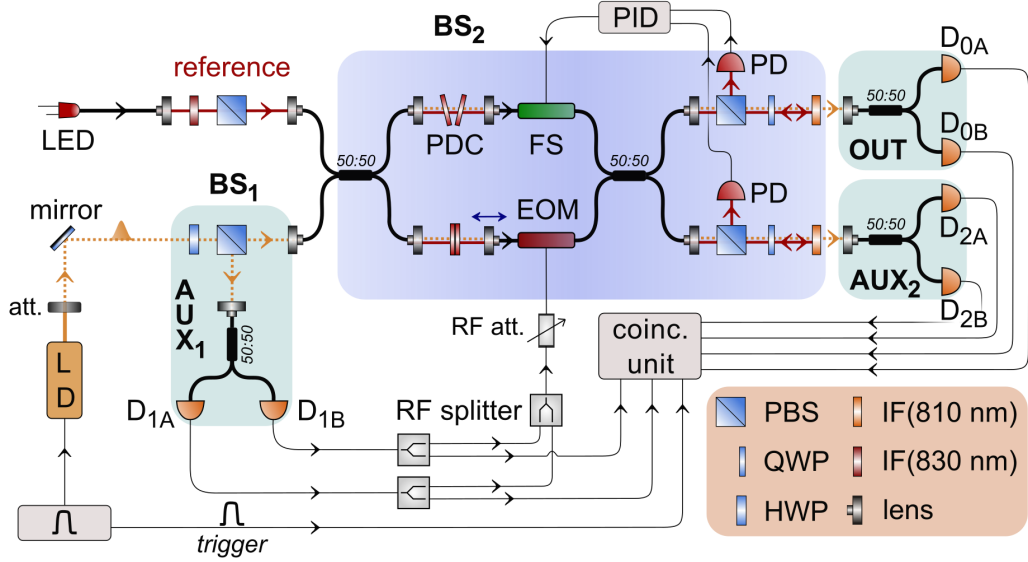 PID
BS2
D0A
reference
PD
LED
50:50
PDC
FS
50:50
50:50
OUT
D0B
BS1
mirror
EOM
PD
50:50
D2A
AUX2
D2B
att.
AUX1
50:50
RF att.
coinc.
unit
LD
D1A
D1B
RF splitter
PBS
IF(810 nm)
QWP
IF(830 nm)
HWP
lens
trigger